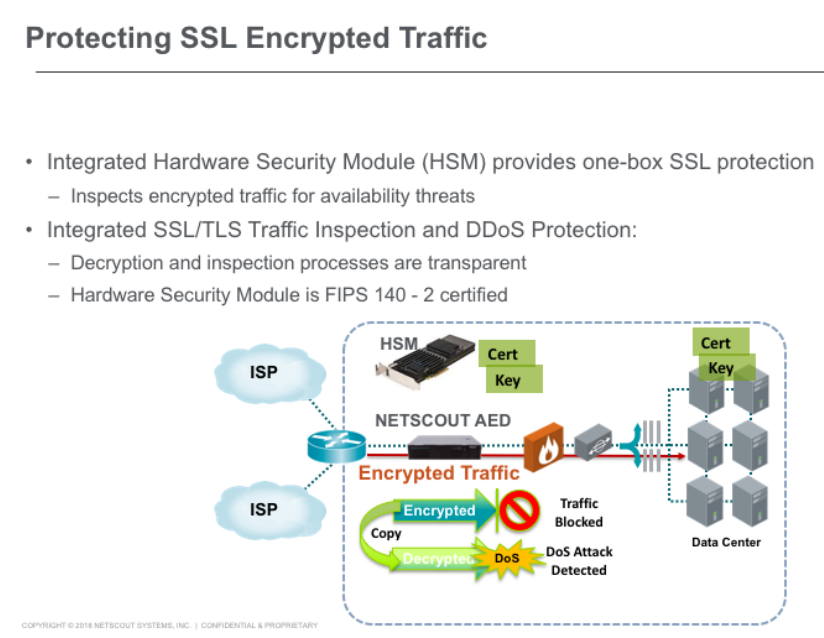 Protecting SSL Encrypted Traffic
• Integrated Hardware Security Module (HSM) provides one-box SSL protection
– Inspects encrypted traffic for availability threats
• Integrated SSL/TLS Traffic Inspection and DDoS Protection:
– Decryption and inspection processes are transparent
– Hardware Security Module is FIPS 140 - 2 certified
HSM
Cert
Key
Cert
Key
ISP
NETSCOUT AED
Encrypted Traffic
ISP
Encrypted
Traffic
Blocked
Copy
Decrypted
DoS
DoS Attack
Detected
Data Center
COPYRIGHT © 2018 NETSCOUT SYSTEMS, INC. | CONFIDENTIAL & PROPRIETARY